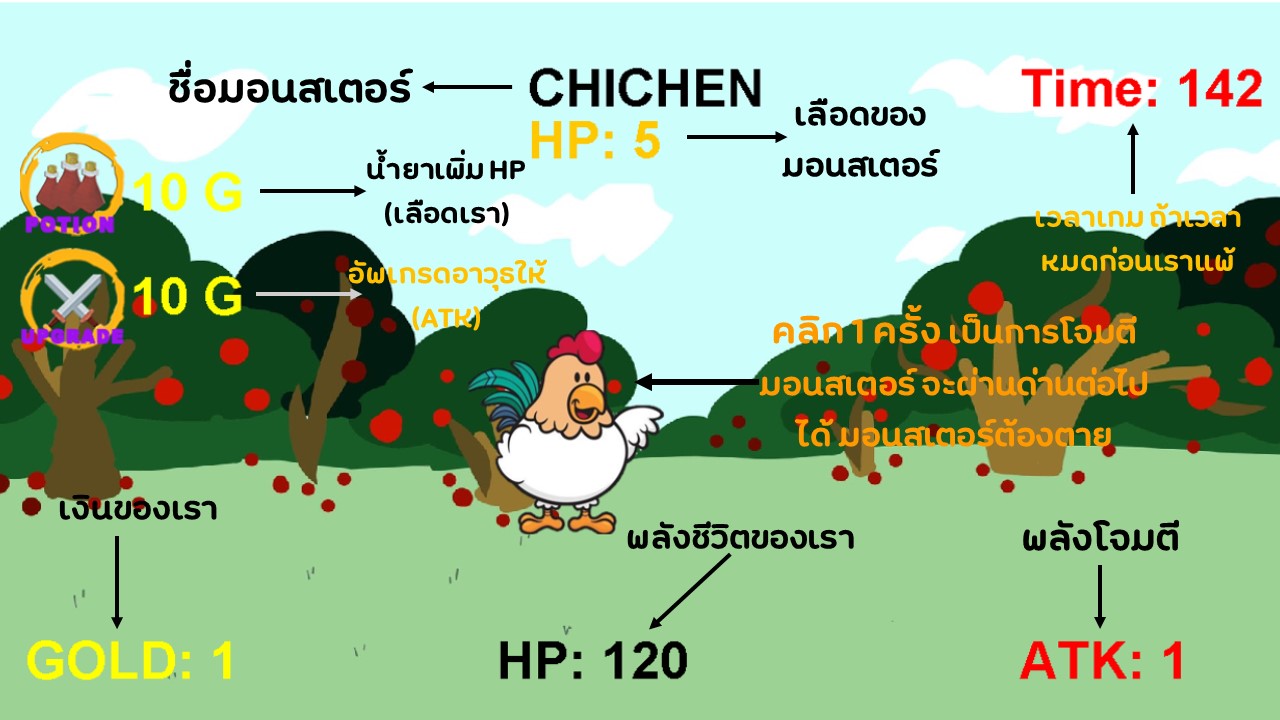 ชื่อมอนสเตอร์
CHICHEN
Time: 142
HP: 5
เลือดของ
มอนสเตอร์
POTION
10 G
น้ำยาเพิ่ม HP
(เลือดเรา)
เวลาเกม ถ้าเวลา
หมดก่อนเราแพ้
UPGRADE
10 G
อัพเกรดอาวุธให้
(ATK)
คลิก 1 ครั้ง เป็นการโจมตี
มอนสเตอร์ จะผ่านด่านต่อไป
ได้ มอนสเตอร์ต้องตาย
เงินของเรา
พลังชีวิตของเรา
พลังโจมตี
GOLD: 1
HP: 120
ATK: 1